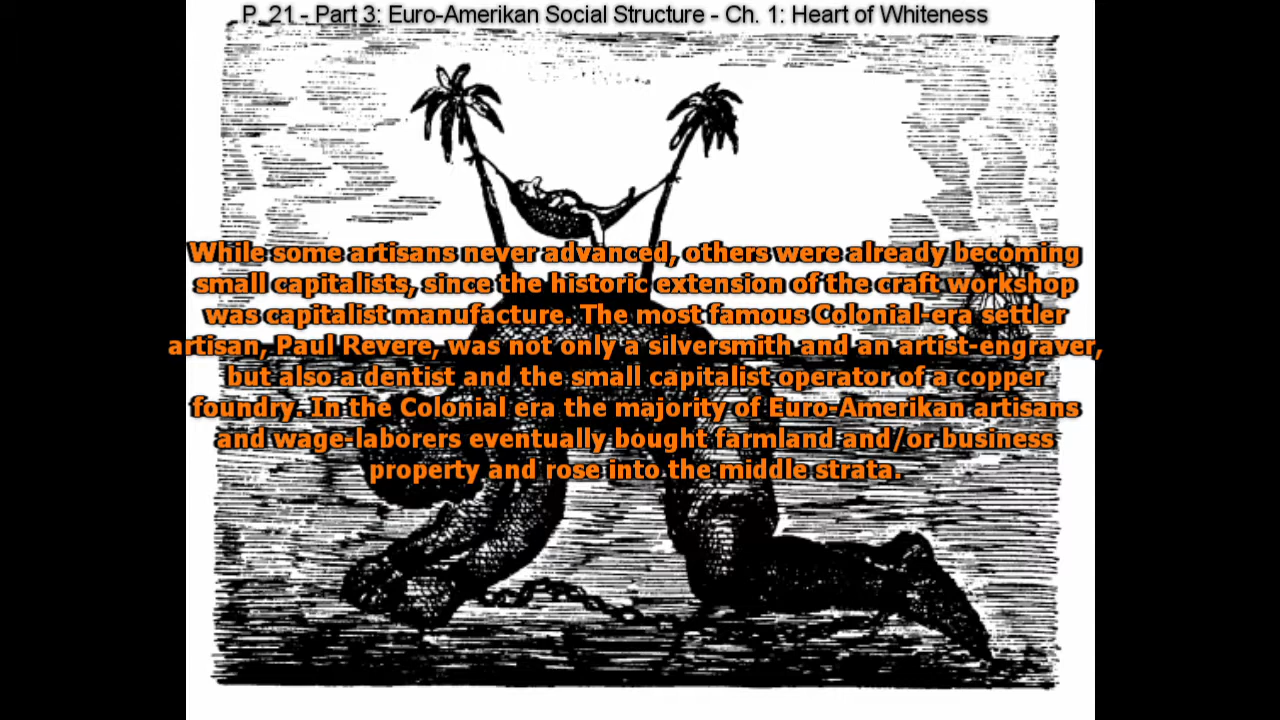 P. 21 - Part 3: Euro-Amerikan Social Structure - Ch. 1: Heart of Whiteness
While some artisans never advanced, others were already becoming
small capitalists, since the historic extension of the craft workshop
was capitalist manufacture. The most famous Colonial-era settler
artisan, Paul Revere, was not only a silversmith and an artist-engraver,
but also a dentist and the small capitalist operator of a copper
foundry. In the Colonial era the majority of Euro-Amerikan artisans
and wage-laborers eventually bought farmland and/or business
property and rose into the middle strata.